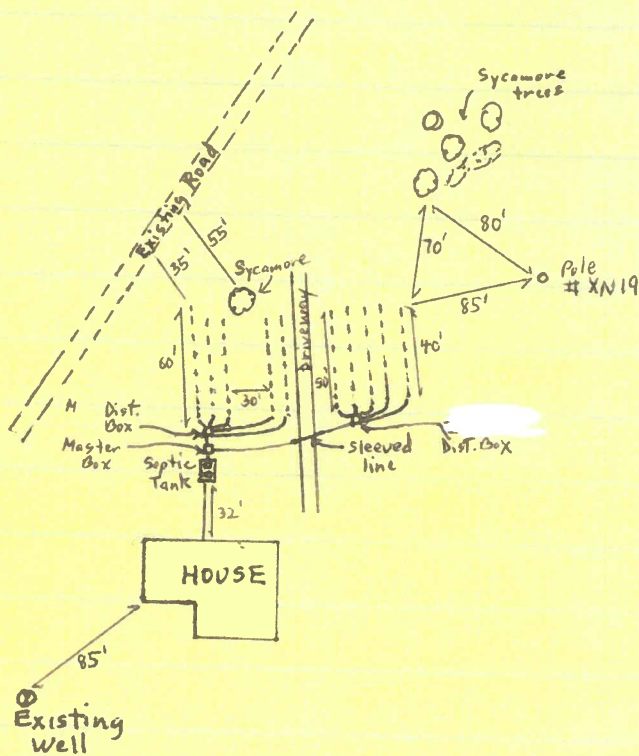 Sycamore
trees
Existing Road
55'
35'
80'
70'
Sycamore
Pole
# XN19
85'
Driveway
60'
50'
40'
30'
M
Dist.
Box
Master
Box
Sleeved
line
Dist. Box
Septic
Tank
32'
HOUSE
85'
Existing
Well